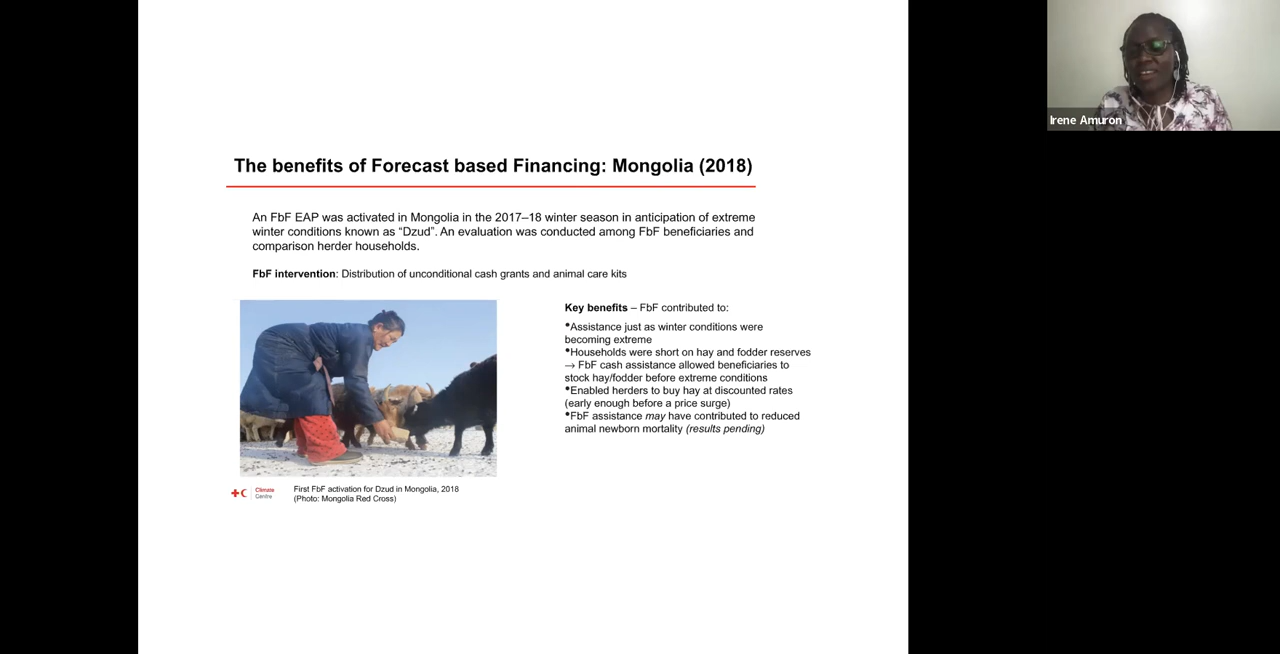 Irene Amuron
The benefits of Forecast based Financing: Mongolia (2018)
An FbF EAP was activated in Mongolia in the 2017–18 winter season in anticipation of extreme
winter conditions known as “Dzud”. An evaluation was conducted among FbF beneficiaries and
comparison herder households.
FbF intervention: Distribution of unconditional cash grants and animal care kits
Key benefits – FbF contributed to:
•Assistance just as winter conditions were
becoming extreme
•Households were short on hay and fodder reserves
→ FbF cash assistance allowed beneficiaries to
stock hay/fodder before extreme conditions
•Enabled herders to buy hay at discounted rates
(early enough before a price surge)
•FbF assistance may have contributed to reduced
animal newborn mortality (results pending)
Climate
Centre
First FbF activation for Dzud in Mongolia, 2018
(Photo: Mongolia Red Cross)